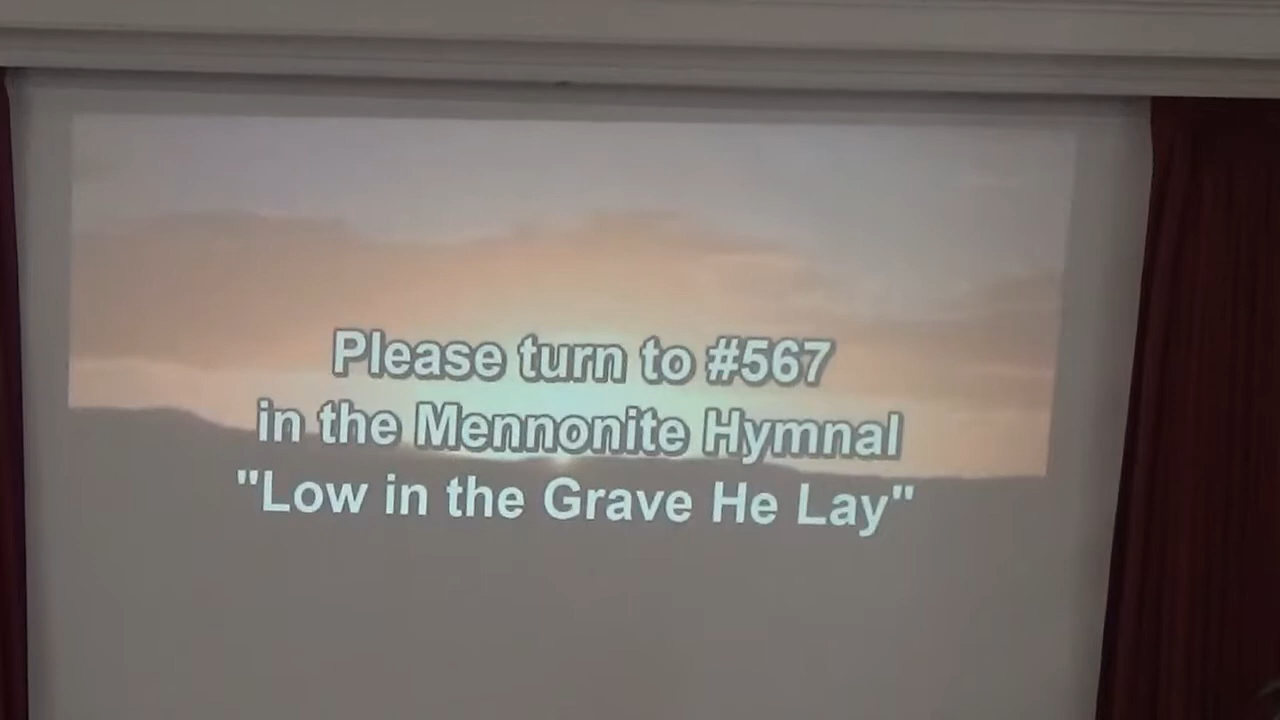 Please turn to #567
in the Mennonite Hymnal
"Low in the Grave He Lay"